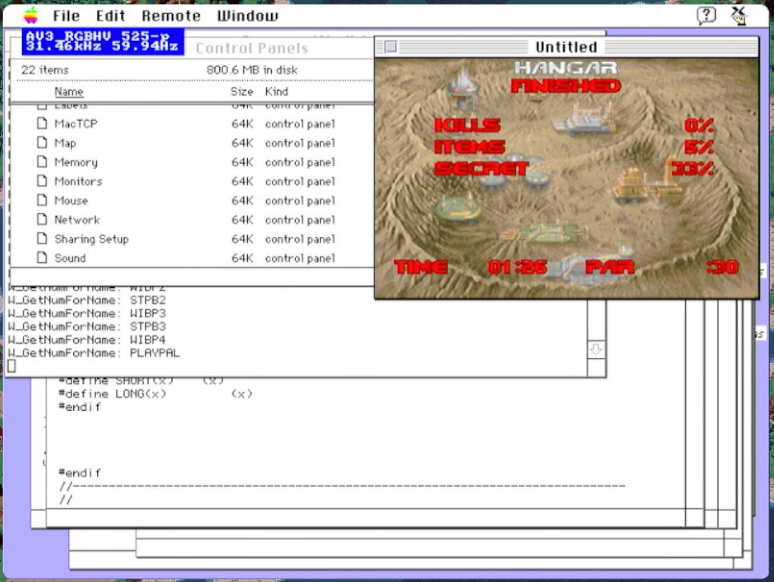 File Edit Remote Window
AV3_RGBHV 525-p
31.46kHz 59.94Hz
Control Panels
22 items 800.6 MB in disk
Name Size Kind
Labels 64K control panel
MacTCP 64K control panel
Map 64K control panel
Memory 64K control panel
Monitors 64K control panel
Mouse 64K control panel
Network 64K control panel
Sharing Setup 64K control panel
Sound 64K control panel
Untitled
HANGAR
FINISHED
KILLS 0%
ITEMS 5%
SECRET 33%
TIME 01:26 PAR :30
W_GetNumForName: WIBP2
W_GetNumForName: STPB2
W_GetNumForName: WIBP3
W_GetNumForName: STPB3
W_GetNumForName: WIBP4
W_GetNumForName: PLAYPAL
#define SHORT(x) (x)
#define LONG(x) (x)
#endif
#endif
//
//